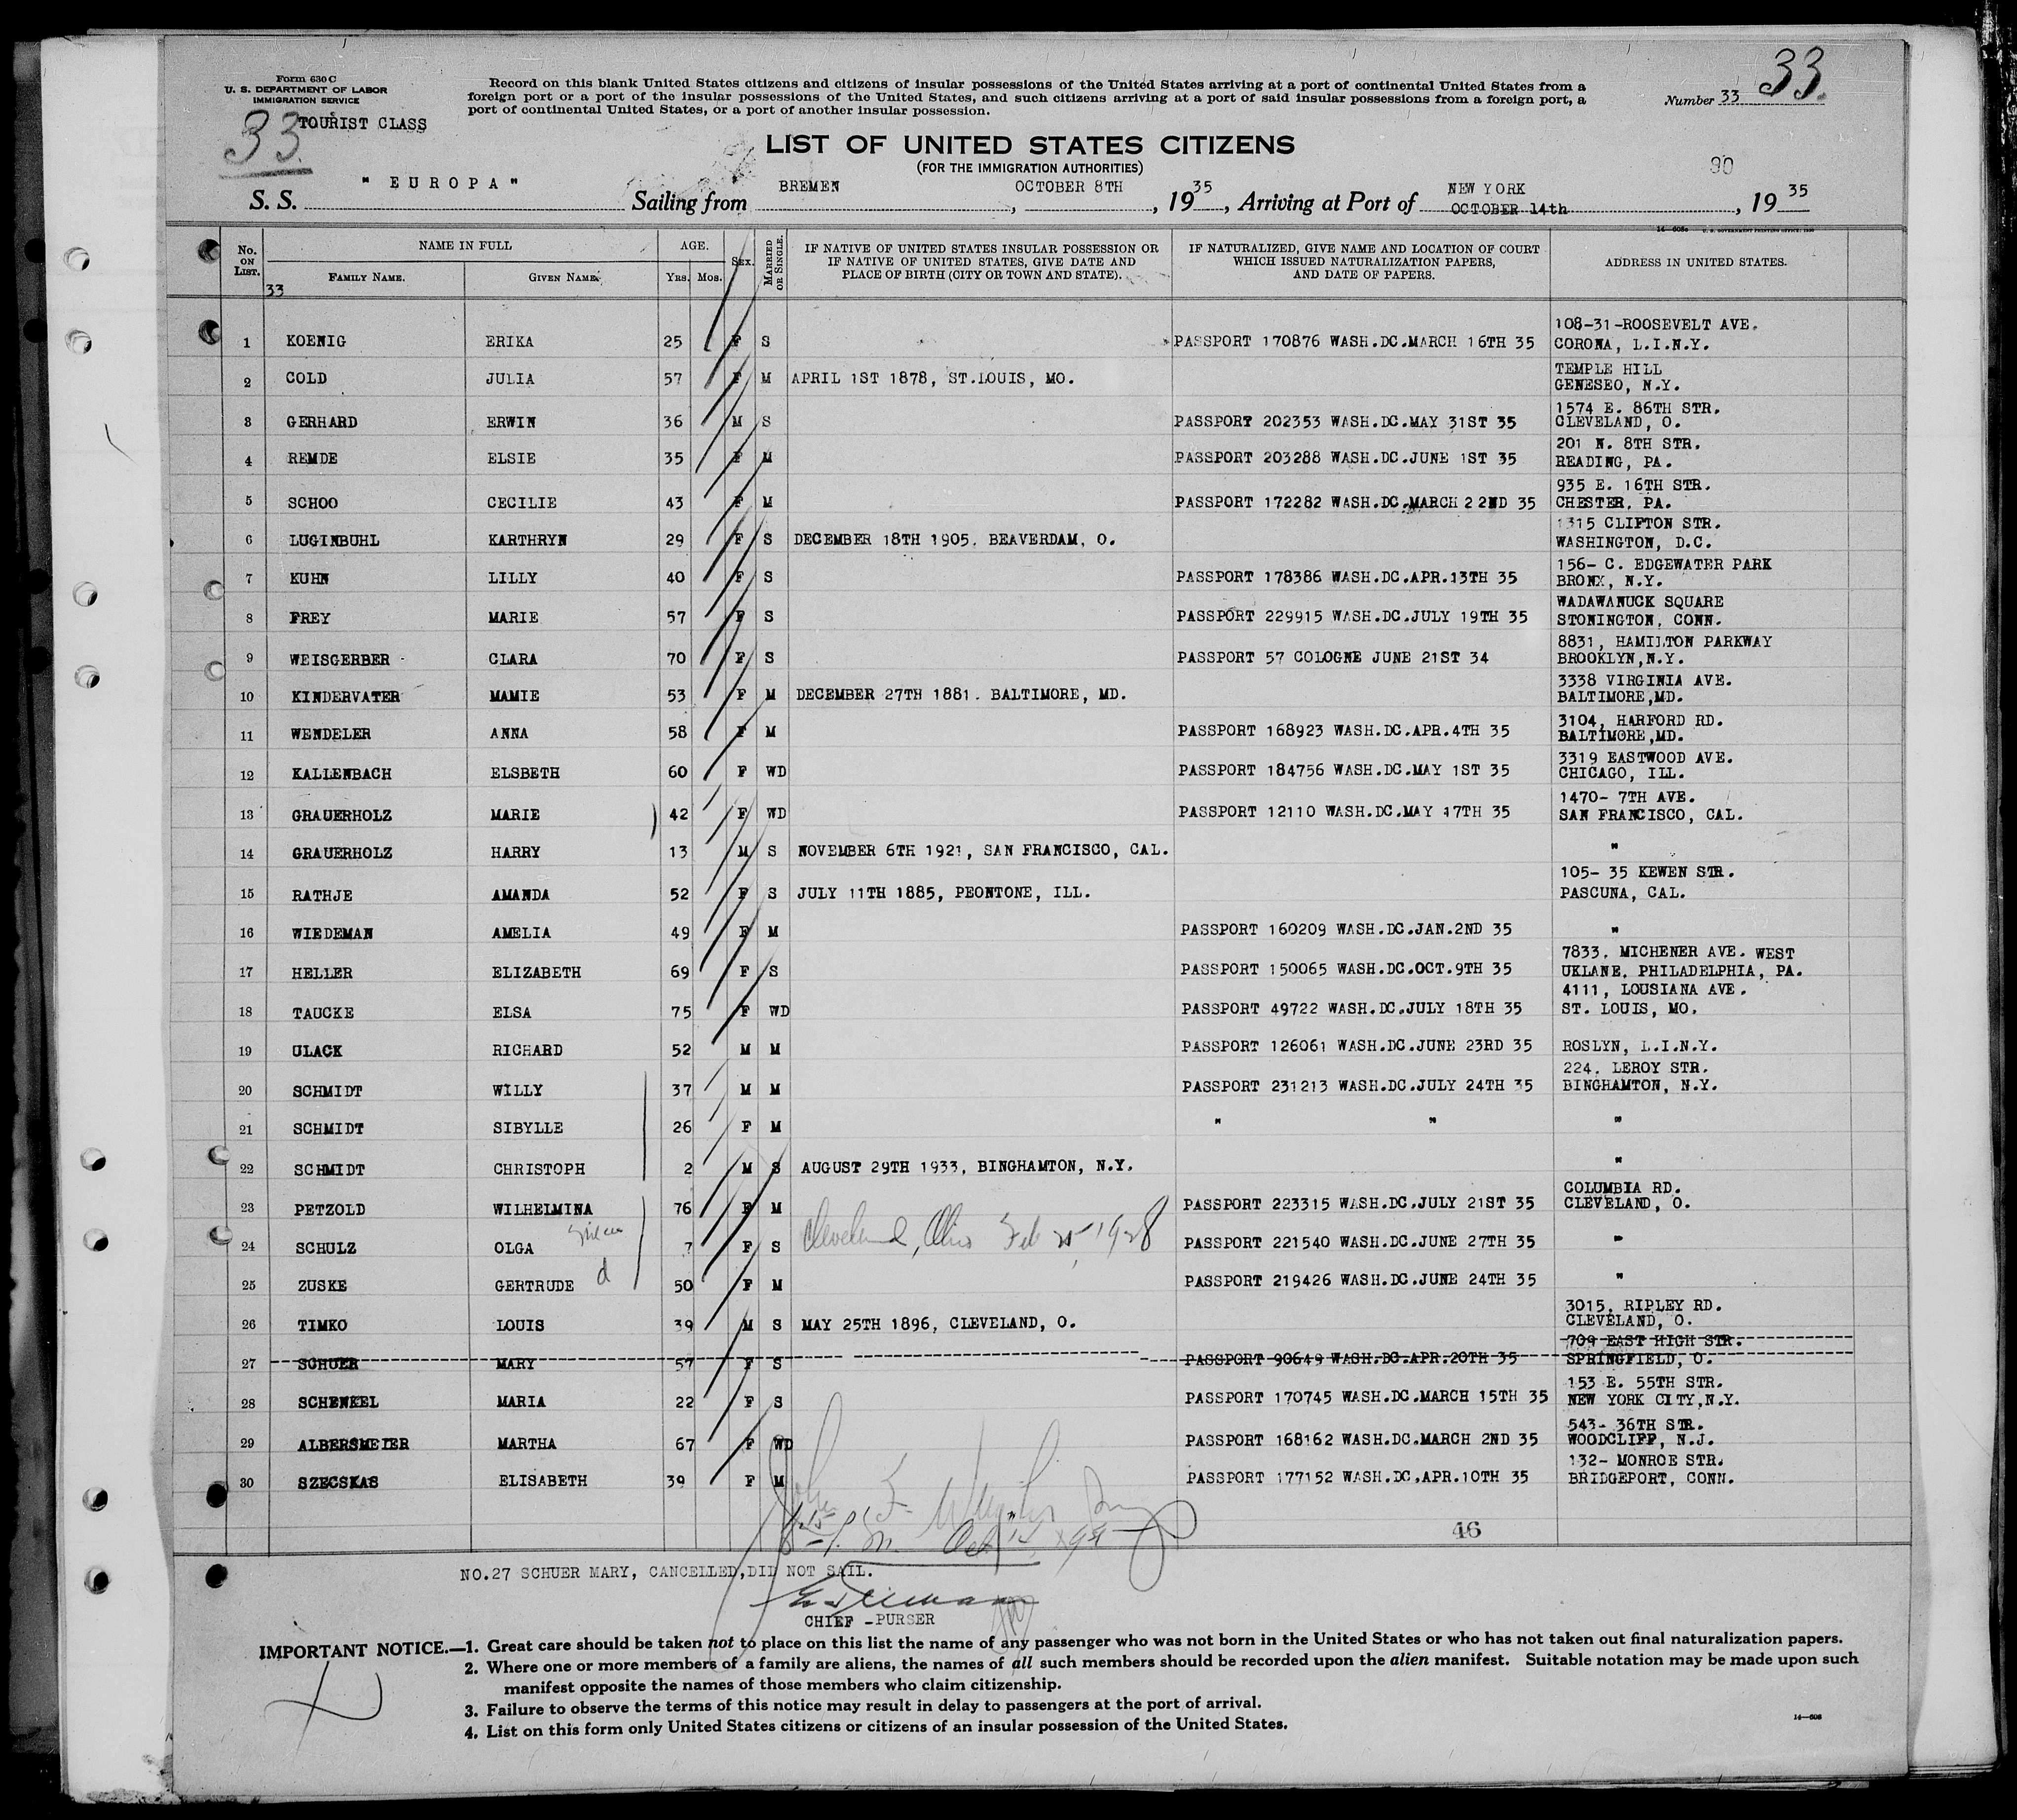 Form 630 C
U. S. DEPARTMENT OF LABOR
IMMIGRATION SERVICE
TOURIST CLASS
33
Record on this blank United States citizens and citizens of insular possessions of the United States arriving at a port of continental United States from a
foreign port or a port of the insular possessions of the United States, and such citizens arriving at a port of said insular possessions from a foreign port, a
port of continental United States, or a port of another insular possession.
Number 33 33.
LIST OF UNITED STATES CITIZENS
(FOR THE IMMIGRATION AUTHORITIES)
90
S. S. " EUROPA " Sailing from BREMEN, OCTOBER 8TH, 1935, Arriving at Port of NEW YORK OCTOBER 14th, 1935
No. ON LIST. NAME IN FULL AGE. SEX. MARRIED OR SINGLE. IF NATIVE OF UNITED STATES INSULAR POSSESSION OR IF NATIVE OF UNITED STATES, GIVE DATE AND PLACE OF BIRTH (CITY OR TOWN AND STATE). IF NATURALIZED, GIVE NAME AND LOCATION OF COURT WHICH ISSUED NATURALIZATION PAPERS, AND DATE OF PAPERS. ADDRESS IN UNITED STATES.
FAMILY NAME. GIVEN NAME. Yrs. Mos.
33
1 KOENIG ERIKA 25 F S PASSPORT 170876 WASH.DC.MARCH 16TH 35 108-31-ROOSEVELT AVE. CORONA, L.I.N.Y.
2 COLD JULIA 57 F M APRIL 1ST 1878, ST.LOUIS, MO. TEMPLE HILL GENESEO, N.Y.
3 GERHARD ERWIN 36 M S PASSPORT 202353 WASH.DC.MAY 31ST 35 1574 E. 86TH STR. CLEVELAND, O.
4 REMDE ELSIE 35 F M PASSPORT 203288 WASH.DC.JUNE 1ST 35 201 N. 8TH STR. READING, PA.
5 SCHOO CECILIE 43 F M PASSPORT 172282 WASH.DC.MARCH 22ND 35 935 E. 16TH STR. CHESTER, PA.
6 LUGINBUHL KARTHRYN 29 F S DECEMBER 18TH 1905. BEAVERDAM, O. 1315 CLIFTON STR. WASHINGTON, D.C.
7 KUHN LILLY 40 F S PASSPORT 178386 WASH.DC.APR.13TH 35 156- C. EDGEWATER PARK BRONX, N.Y.
8 FREY MARIE 57 F S PASSPORT 229915 WASH.DC.JULY 19TH 35 WADAWANUCK SQUARE STONINGTON, CONN.
9 WEISGERBER CLARA 70 F S PASSPORT 57 COLOGNE JUNE 21ST 34 8831, HAMILTON PARKWAY BROOKLYN,N.Y.
10 KINDERVATER MAMIE 53 F M DECEMBER 27TH 1881. BALTIMORE, MD. 3338 VIRGINIA AVE. BALTIMORE,MD.
11 WENDELER ANNA 58 F M PASSPORT 168923 WASH.DC.APR.4TH 35 3104, HARFORD RD. BALTIMORE,MD.
12 KALLENBACH ELSBETH 60 F WD PASSPORT 184756 WASH.DC.MAY 1ST 35 3319 EASTWOOD AVE. CHICAGO, ILL.
13 GRAUERHOLZ MARIE 42 F WD PASSPORT 12110 WASH.DC.MAY 17TH 35 1470- 7TH AVE. SAN FRANCISCO, CAL.
14 GRAUERHOLZ HARRY 13 M S NOVEMBER 6TH 1921, SAN FRANCISCO, CAL. "
15 RATHJE AMANDA 52 F S JULY 11TH 1885, PEONTONE, ILL. 105- 35 KEWEN STR. PASCUNA, CAL.
16 WIEDEMAN AMELIA 49 F M PASSPORT 160209 WASH.DC.JAN.2ND 35 "
17 HELLER ELIZABETH 69 F S PASSPORT 150065 WASH.DC.OCT.9TH 35 7833, MICHENER AVE. WEST UKLANE, PHILADELPHIA, PA.
18 TAUCKE ELSA 75 F WD PASSPORT 49722 WASH.DC.JULY 18TH 35 4111, LOUSIANA AVE. ST. LOUIS, MO.
19 ULACK RICHARD 52 M M PASSPORT 126061 WASH.DC.JUNE 23RD 35 ROSLYN, L.I.N.Y.
20 SCHMIDT WILLY 37 M M PASSPORT 231213 WASH.DC.JULY 24TH 35 224, LEROY STR. BINGHAMTON, N.Y.
21 SCHMIDT SIBYLLE 26 F M " " "
22 SCHMIDT CHRISTOPH 2 M S AUGUST 29TH 1933, BINGHAMTON, N.Y. "
23 PETZOLD WILHELMINA 76 F M PASSPORT 223315 WASH.DC.JULY 21ST 35 COLUMBIA RD. CLEVELAND, O.
24 SCHULZ OLGA 7 F S Cleveland, Ohio Feb 25 1928 PASSPORT 221540 WASH.DC.JUNE 27TH 35 "
25 ZUSKE GERTRUDE d 50 F M PASSPORT 219426 WASH.DC.JUNE 24TH 35 "
26 TIMKO LOUIS 39 M S MAY 25TH 1896, CLEVELAND, O. 3015, RIPLEY RD. CLEVELAND, O.
27 SCHUER MARY 57 F S PASSPORT 90649 WASH.DC.APR.20TH 35 709 EAST HIGH STR. SPRINGFIELD, O.
28 SCHENKEL MARIA 22 F S PASSPORT 170745 WASH.DC.MARCH 15TH 35 153 E. 55TH STR. NEW YORK CITY,N.Y.
29 ALBERSMEIER MARTHA 67 F WD PASSPORT 168162 WASH.DC.MARCH 2ND 35 543- 36TH STR. WOODCLIFF, N.J.
30 SZECSKAS ELISABETH 39 F M PASSPORT 177152 WASH.DC.APR.10TH 35 132- MONROE STR. BRIDGEPORT, CONN.
46
NO.27 SCHUER MARY, CANCELLED,DID NOT SAIL.
CHIEF -PURSER
IMPORTANT NOTICE.—1. Great care should be taken not to place on this list the name of any passenger who was not born in the United States or who has not taken out final naturalization papers.
2. Where one or more members of a family are aliens, the names of all such members should be recorded upon the alien manifest. Suitable notation may be made upon such
manifest opposite the names of those members who claim citizenship.
3. Failure to observe the terms of this notice may result in delay to passengers at the port of arrival.
4. List on this form only United States citizens or citizens of an insular possession of the United States.
14—608